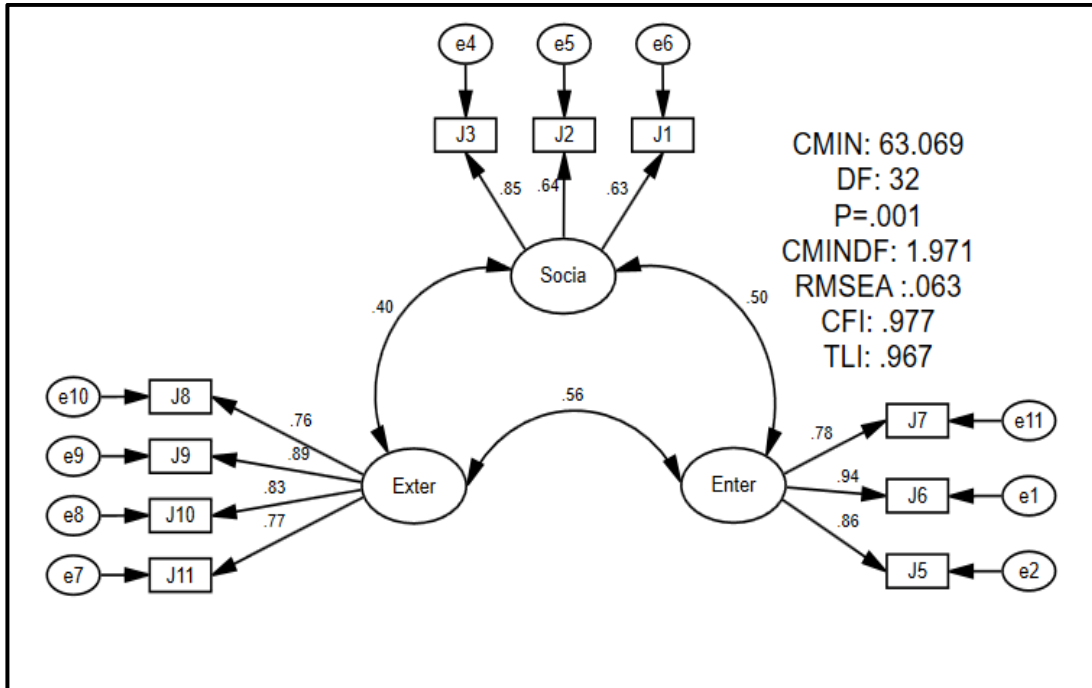 e4 e5 e6
J3 J2 J1
.85 .64 .63
Socia
CMIN: 63.069
DF: 32
P=.001
CMINDF: 1.971
RMSEA :.063
CFI: .977
TLI: .967
.40 .50
.56
e10 J8
e9 J9
e8 J10
e7 J11
.76
.89
.83
.77
Exter
Enter
.78
.94
.86
J7 e11
J6 e1
J5 e2